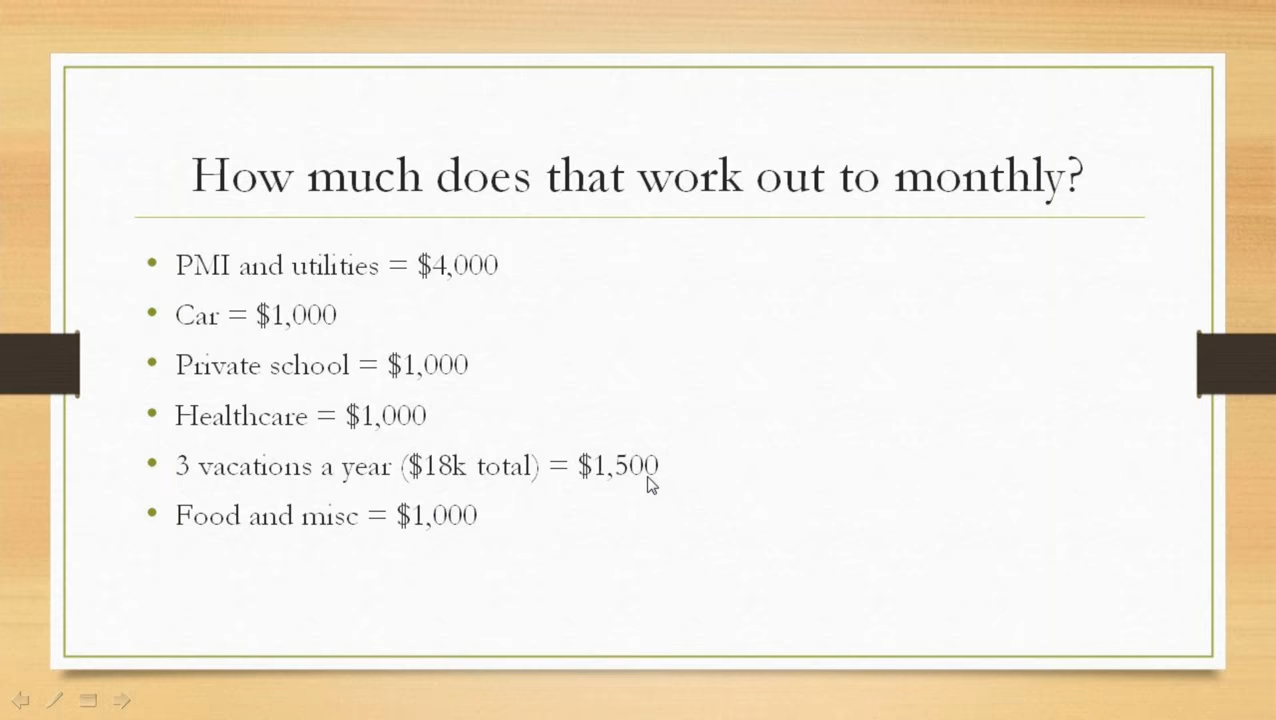 How much does that work out to monthly?
• PMI and utilities = $4,000
• Car = $1,000
• Private school = $1,000
• Healthcare = $1,000
• 3 vacations a year ($18k total) = $1,500
• Food and misc = $1,000